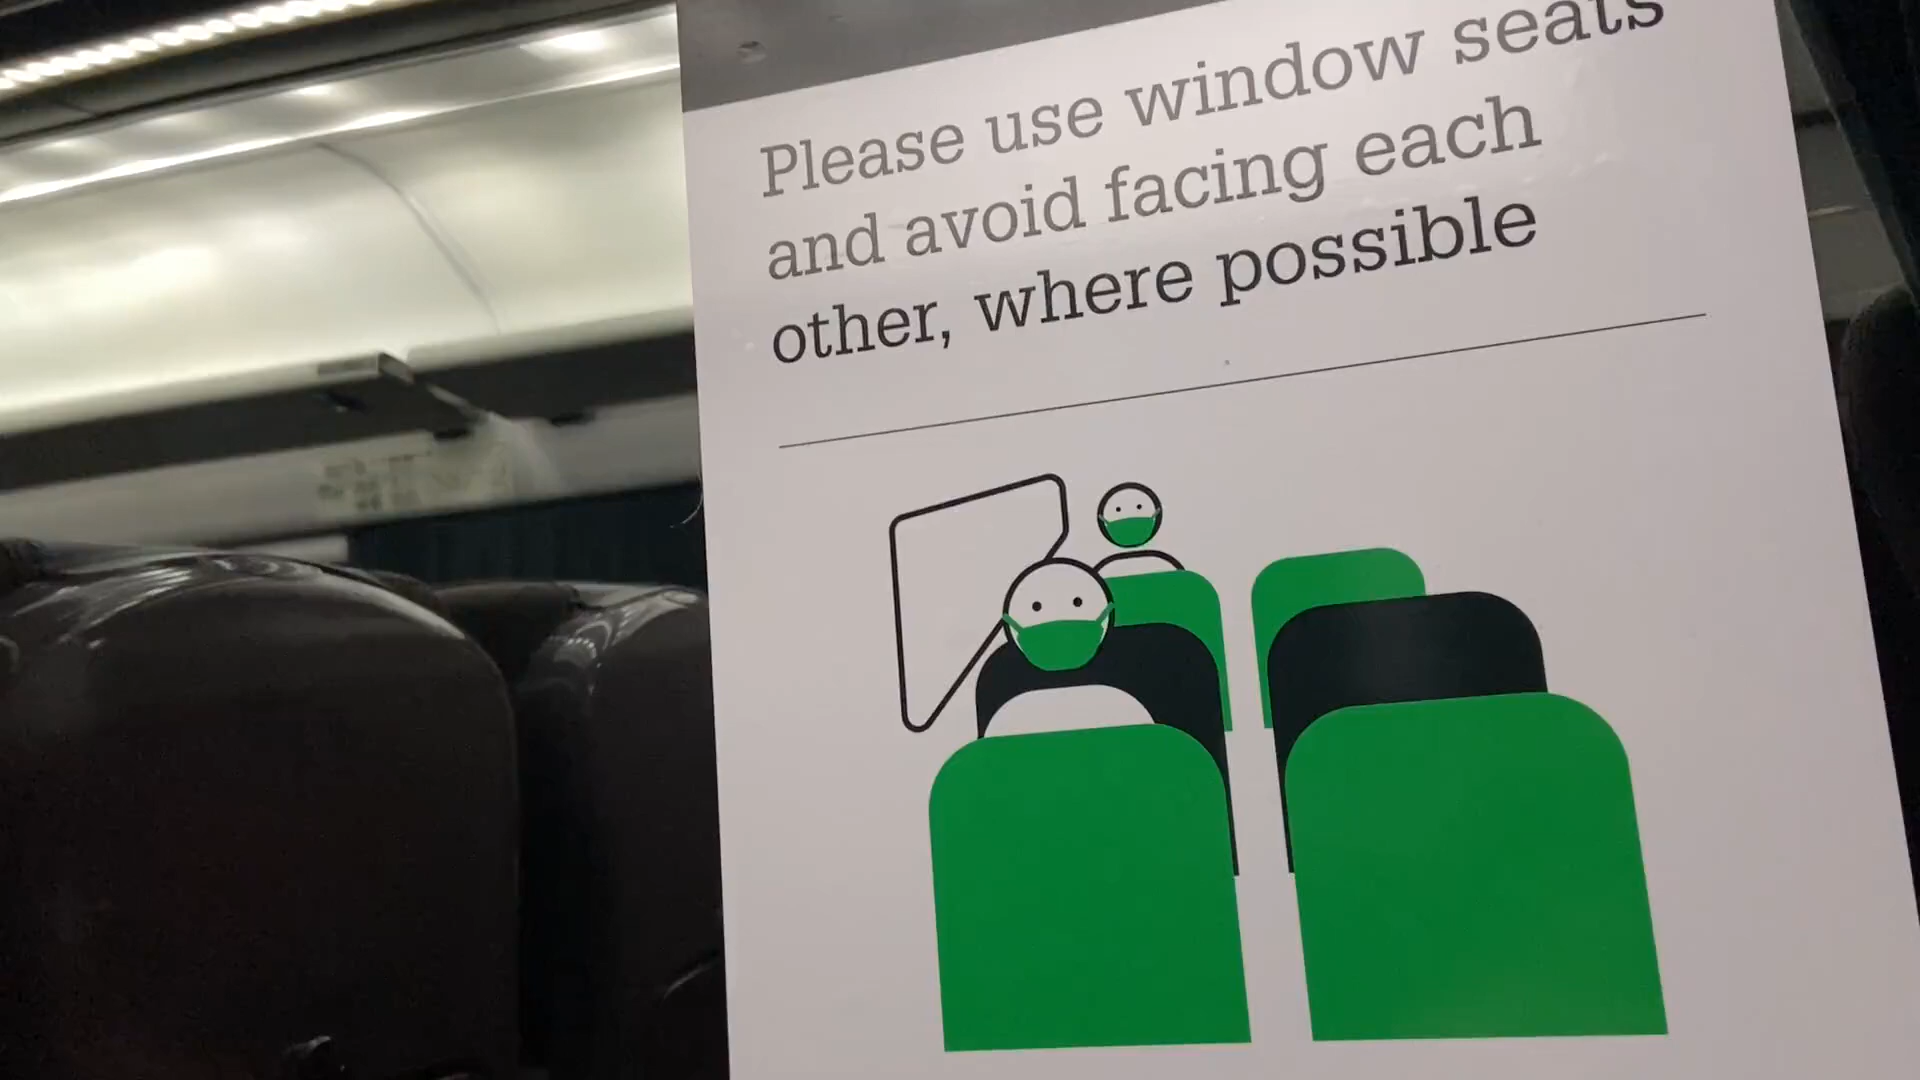 Please use window seats
and avoid facing each
other, where possible